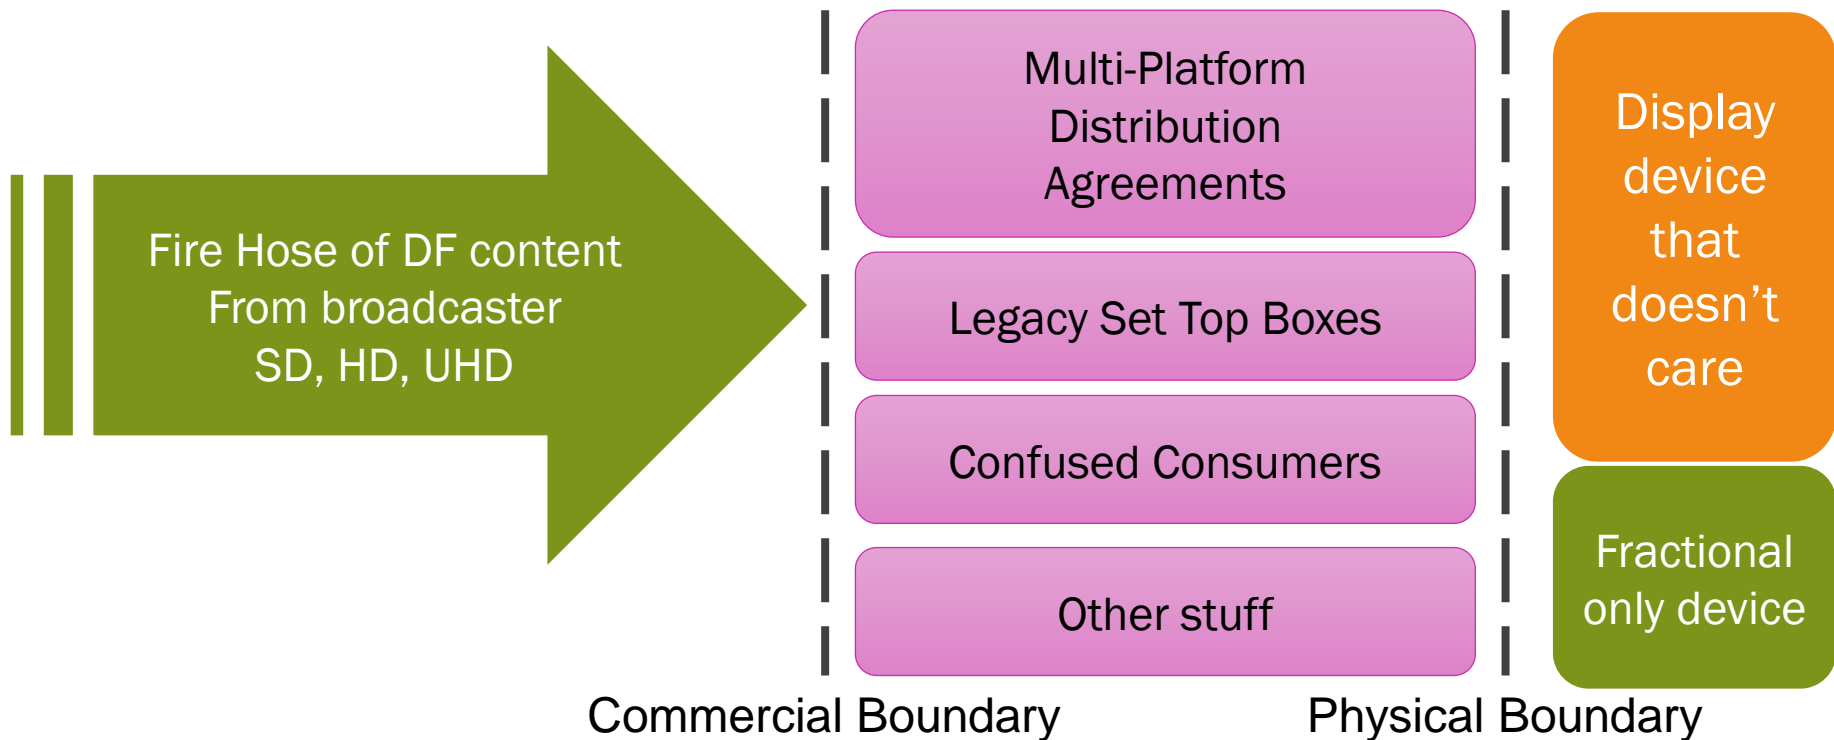 Fire Hose of DF content
From broadcaster
SD, HD, UHD
Multi-Platform
Distribution
Agreements
Legacy Set Top Boxes
Confused Consumers
Other stuff
Display
device
that
doesn’t
care
Fractional
only device
Commercial Boundary
Physical Boundary